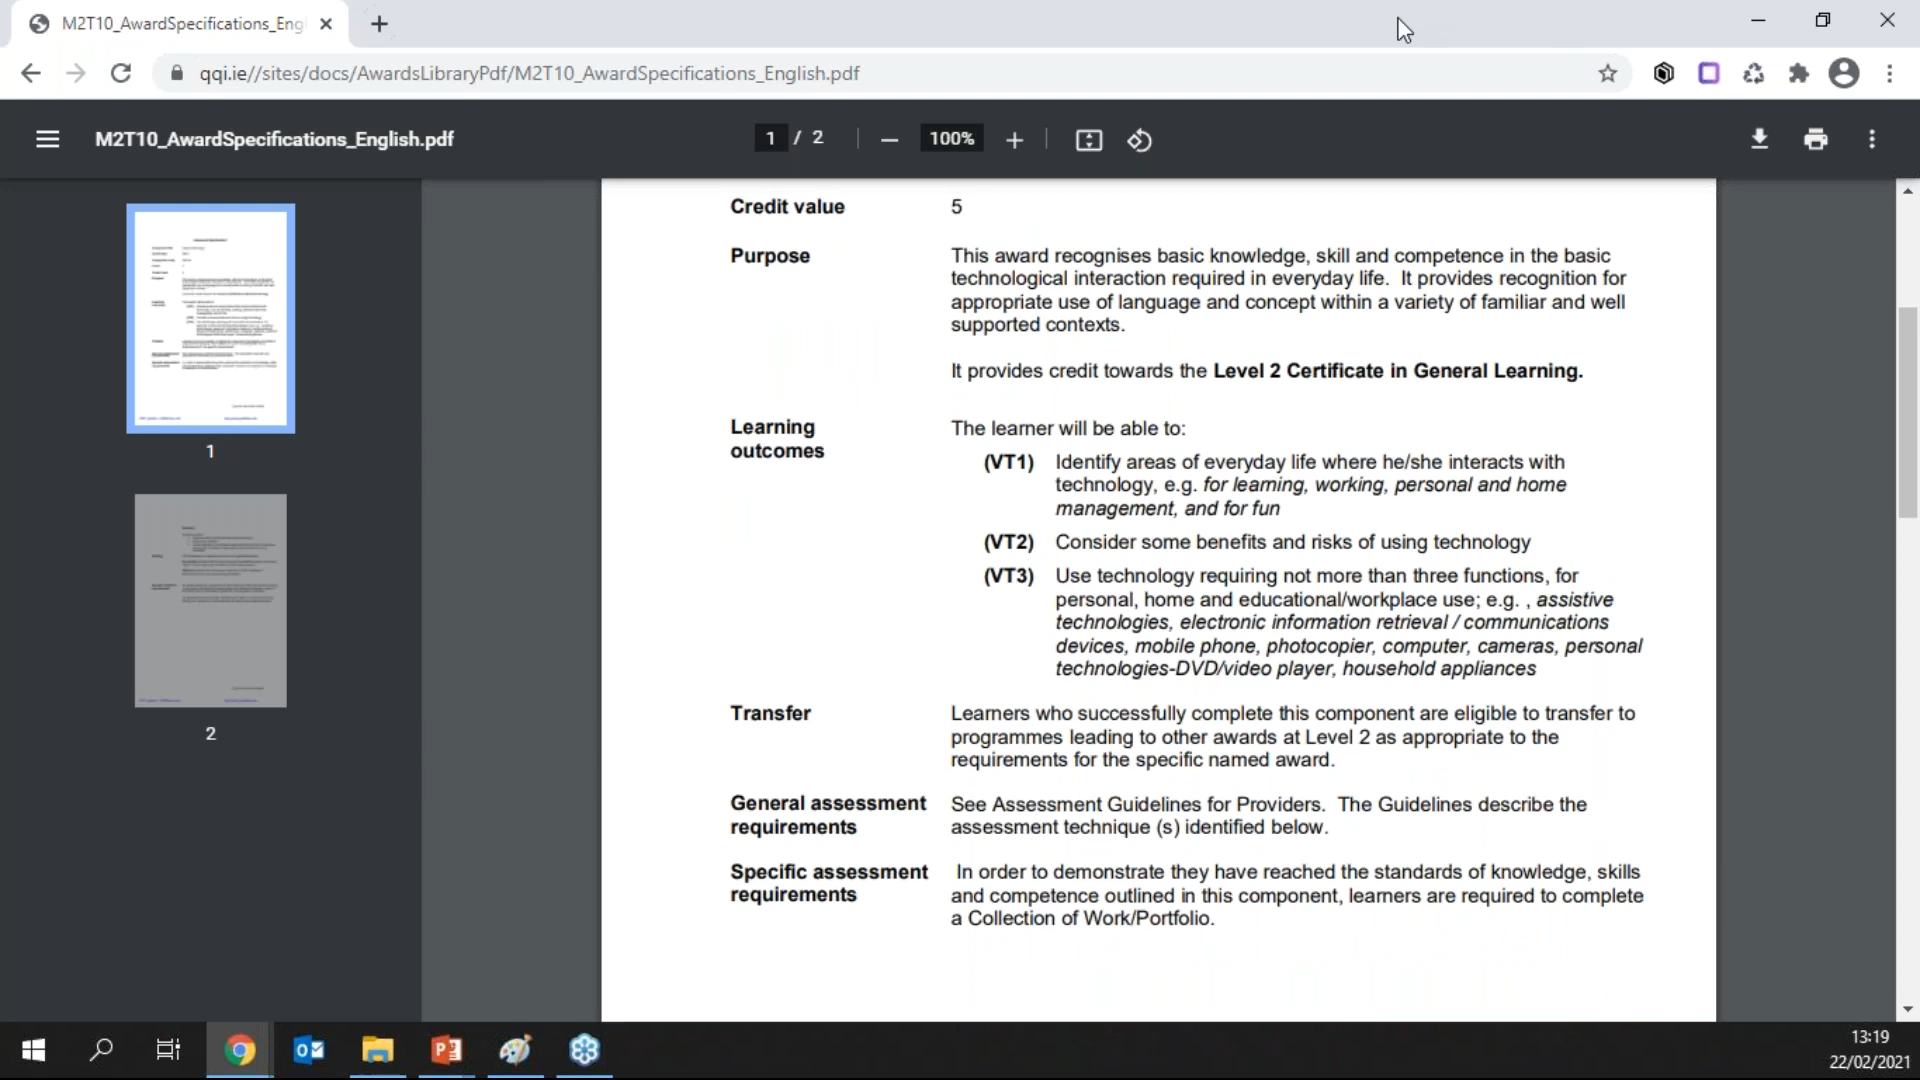 M2T10_AwardSpecifications_Eng
qqi.ie//sites/docs/AwardsLibraryPdf/M2T10_AwardSpecifications_English.pdf
M2T10_AwardSpecifications_English.pdf
1 / 2
100%
1
2
Credit value 5
Purpose This award recognises basic knowledge, skill and competence in the basic
technological interaction required in everyday life. It provides recognition for
appropriate use of language and concept within a variety of familiar and well
supported contexts.
It provides credit towards the Level 2 Certificate in General Learning.
Learning
outcomes
The learner will be able to:
(VT1) Identify areas of everyday life where he/she interacts with
technology, e.g. for learning, working, personal and home
management, and for fun
(VT2) Consider some benefits and risks of using technology
(VT3) Use technology requiring not more than three functions, for
personal, home and educational/workplace use; e.g. , assistive
technologies, electronic information retrieval / communications
devices, mobile phone, photocopier, computer, cameras, personal
technologies-DVD/video player, household appliances
Transfer Learners who successfully complete this component are eligible to transfer to
programmes leading to other awards at Level 2 as appropriate to the
requirements for the specific named award.
General assessment
requirements
See Assessment Guidelines for Providers. The Guidelines describe the
assessment technique (s) identified below.
Specific assessment
requirements
In order to demonstrate they have reached the standards of knowledge, skills
and competence outlined in this component, learners are required to complete
a Collection of Work/Portfolio.
13:19
22/02/2021